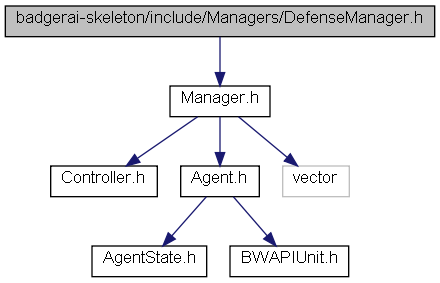 badgerai-skeleton/include/Managers/DefenseManager.h
Manager.h
Controller.h
Agent.h
vector
AgentState.h
BWAPIUnit.h